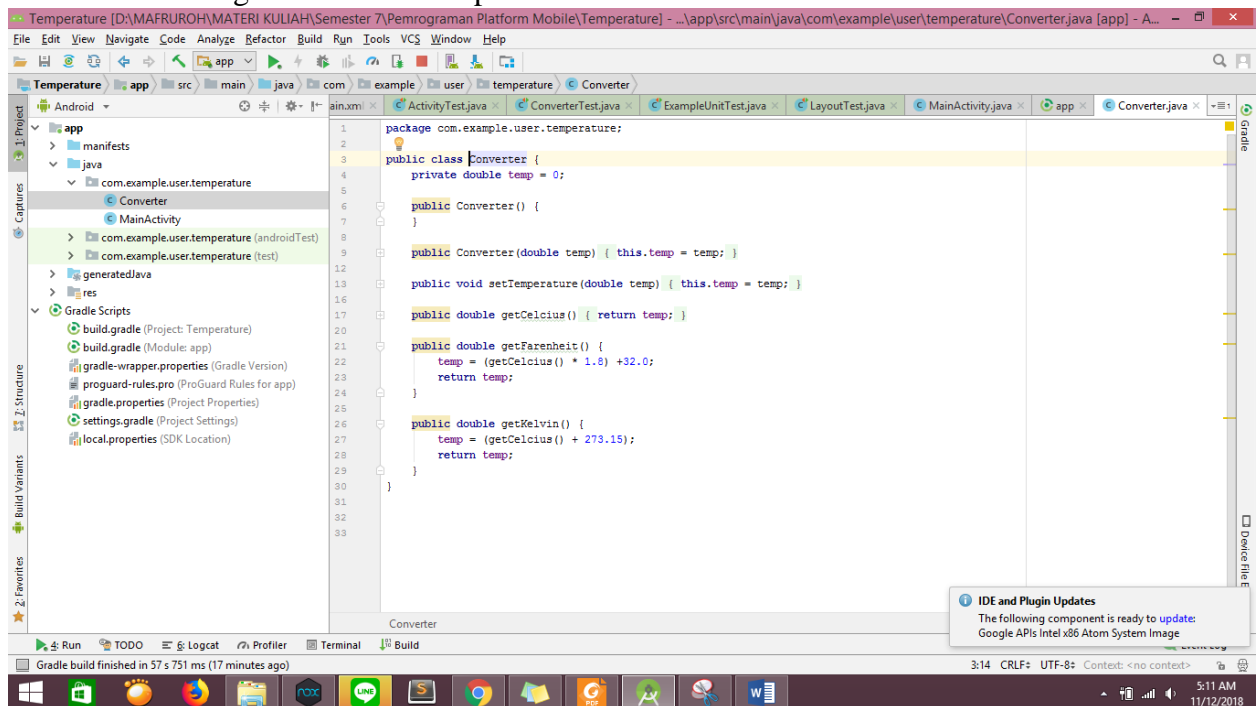 Temperature [D:\MAFRUROH\MATERI KULIAH\Semester 7\Pemrograman Platform Mobile\Temperature] - ...\app\src\main\java\com\example\user\temperature\Converter.java [app] - A...
File Edit View Navigate Code Analyze Refactor Build Run Tools VCS Window Help
app
Temperature app src main java com example user temperature Converter
Android
ain.xml ActivityTest.java ConverterTest.java ExampleUnitTest.java LayoutTest.java MainActivity.java app Converter.java
1: Project
Captures
Z: Structure
Build Variants
2: Favorites
app
manifests
java
com.example.user.temperature
Converter
MainActivity
com.example.user.temperature (androidTest)
com.example.user.temperature (test)
generatedJava
res
Gradle Scripts
build.gradle (Project: Temperature)
build.gradle (Module: app)
gradle-wrapper.properties (Gradle Version)
proguard-rules.pro (ProGuard Rules for app)
gradle.properties (Project Properties)
settings.gradle (Project Settings)
local.properties (SDK Location)
1 package com.example.user.temperature;
2
3 public class Converter {
4 private double temp = 0;
5
6 public Converter() {
7 }
8
9 public Converter(double temp) { this.temp = temp; }
12
13 public void setTemperature(double temp) { this.temp = temp; }
16
17 public double getCelcius() { return temp; }
20
21 public double getFarenheit() {
22 temp = (getCelcius() * 1.8) +32.0;
23 return temp;
24 }
25
26 public double getKelvin() {
27 temp = (getCelcius() + 273.15);
28 return temp;
29 }
30 }
31
32
33
Converter
Gradle
Device File E
IDE and Plugin Updates
The following component is ready to update:
Google APIs Intel x86 Atom System Image
4: Run TODO 6: Logcat Profiler Terminal Build
Gradle build finished in 57 s 751 ms (17 minutes ago)
3:14 CRLF UTF-8 Context: <no context>
nox LINE S PDF W
5:11 AM
11/12/2018